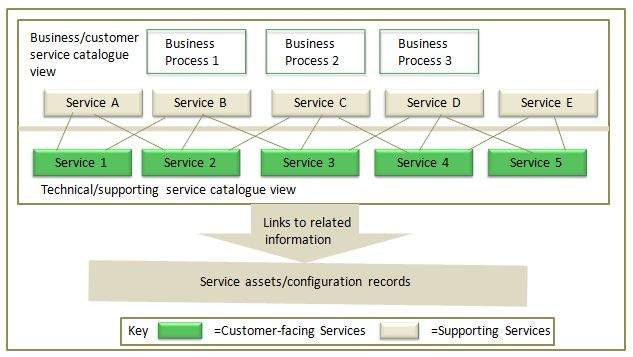 Business/customer
service catalogue
view
Business
Process 1
Business
Process 2
Business
Process 3
Service A
Service B
Service C
Service D
Service E
Service 1
Service 2
Service 3
Service 4
Service 5
Technical/supporting service catalogue view
Links to related
information
Service assets/configuration records
Key
=Customer-facing Services
=Supporting Services